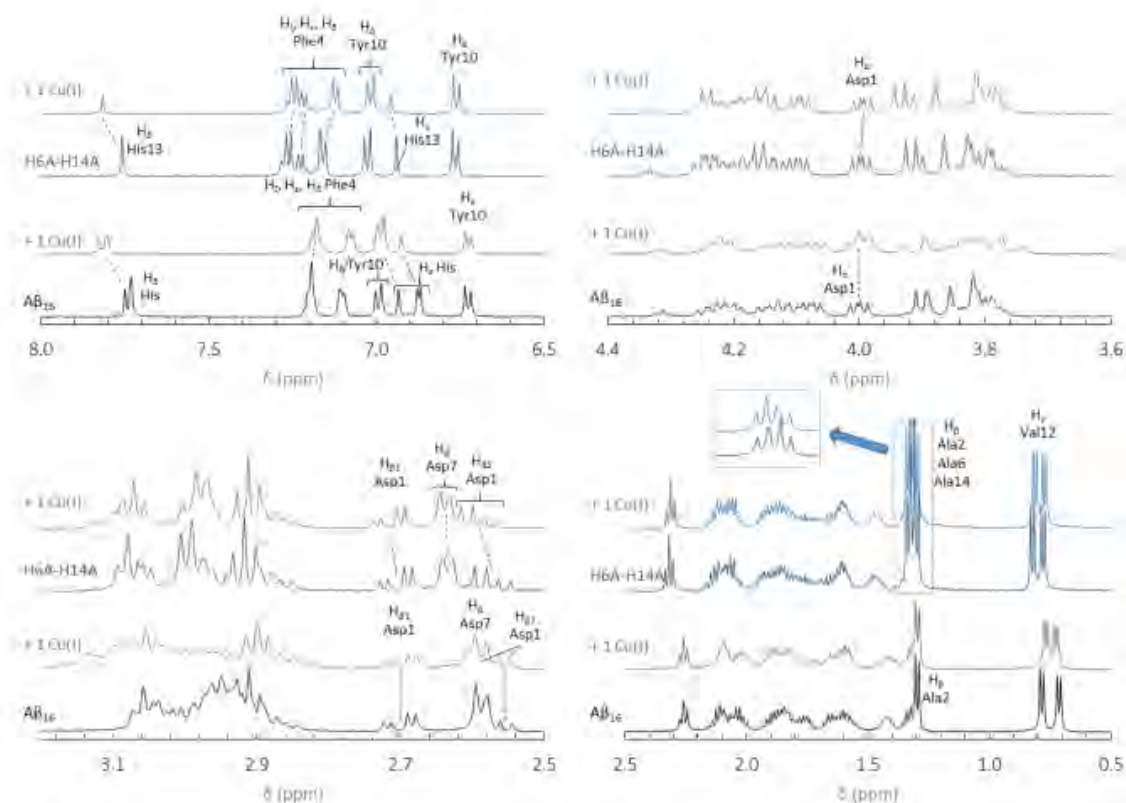 Hζ, Hε, Hδ
Phe4
Hδ
Tyr10
Hε
Tyr10
+ 1 Cu(I)
Hδ
His13
Hε
His13
H6A-H14A
Hζ, Hε, Hδ Phe4
Hε
Tyr10
+ 1 Cu(I)
Hδ
His
Hδ Tyr10
Hε His
Aβ₁₆
8.0 7.5 7.0 6.5
δ (ppm)
Hα
Asp1
+ 1 Cu(I)
H6A-H14A
+ 1 Cu(I)
Hα
Asp1
Aβ₁₆
4.4 4.2 4.0 3.8 3.6
δ (ppm)
Hβ1
Asp1
Hβ
Asp7
Hβ2
Asp1
+ 1 Cu(I)
H6A-H14A
Hβ1
Asp1
Hβ
Asp7
Asp1
+ 1 Cu(I)
Aβ₁₆
3.1 2.9 2.7 2.5
δ (ppm)
Hβ
Ala2
Ala6
Ala14
Hγ
Val12
+ 1 Cu(I)
H6A-H14A
+ 1 Cu(I)
Hβ
Ala2
Aβ₁₆
2.5 2.0 1.5 1.0 0.5
δ (ppm)